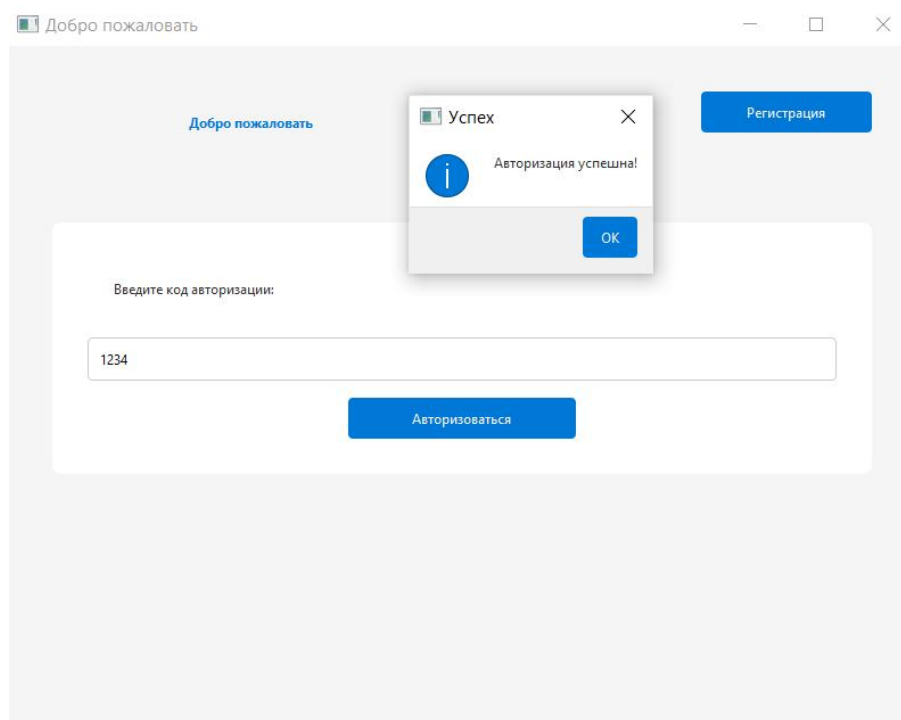 Добро пожаловать
Добро пожаловать
Успех
Авторизация успешна!
OK
Регистрация
Введите код авторизации:
1234
Авторизоваться